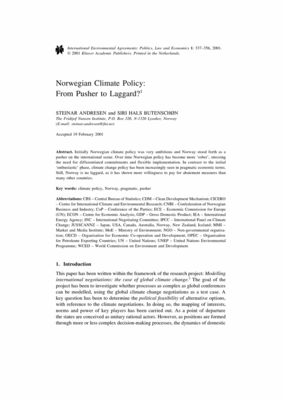 International Environmental Agreements: Politics, Law and Economics 1: 337–356, 2001.
© 2001 Kluwer Academic Publishers. Printed in the Netherlands.
Norwegian Climate Policy:
From Pusher to Laggard?¹
STEINAR ANDRESEN and SIRI HALS BUTENSCHØN
The Fridtjof Nansen Institute, P.O. Box 326, N-1326 Lysaker, Norway
Accepted 19 February 2001
Abstract. Initially Norwegian climate policy was very ambitious and Norway stood forth as a
pusher on the international scene. Over time Norwegian policy has become more 'sober', stressing
the need for differentiated commitments and flexible implementation. In contrast to the initial
'enthusiastic' phase, climate change policy has been increasingly seen in pragmatic economic terms.
Still, Norway is no laggard, as it has shown more willingness to pay for abatement measures than
many other countries.
Key words: climate policy, Norway, pragmatic, pusher
Abbreviations: CBS – Central Bureau of Statistics; CDM – Clean Development Mechanism; CICERO
– Centre for International Climate and Environmental Research; CNBI – Confederation of Norwegian
Business and Industry; CoP – Conference of the Parties; ECE – Economic Commission for Europe
(UN); ECON – Centre for Economic Analysis; GDP – Gross Domestic Product; IEA – International
Energy Agency; INC – International Negotiating Committee; IPCC – International Panel on Climate
Change; JUSSCANNZ – Japan, USA, Canada, Australia, Norway, New Zealand, Iceland; MMI –
Market and Media Institute; MoE – Ministry of Environment; NGO – Non-governmental organisa-
tion; OECD – Organisation for Economic Co-operation and Development; OPEC – Organisation
for Petroleum Exporting Countries; UN – United Nations; UNEP – United Nations Environmental
Programme; WCED – World Commission on Environment and Development
1. Introduction
This paper has been written within the framework of the research project: Modelling
international negotiations: the case of global climate change.² The goal of the
project has been to investigate whether processes as complex as global conferences
can be modelled, using the global climate change negotiations as a test case. A
key question has been to determine the political feasibility of alternative options,
with reference to the climate negotiations. In doing so, the mapping of interests,
norms and power of key players has been carried out. As a point of departure
the states are conceived as unitary rational actors. However, as positions are formed
through more or less complex decision-making processes, the dynamics of domestic